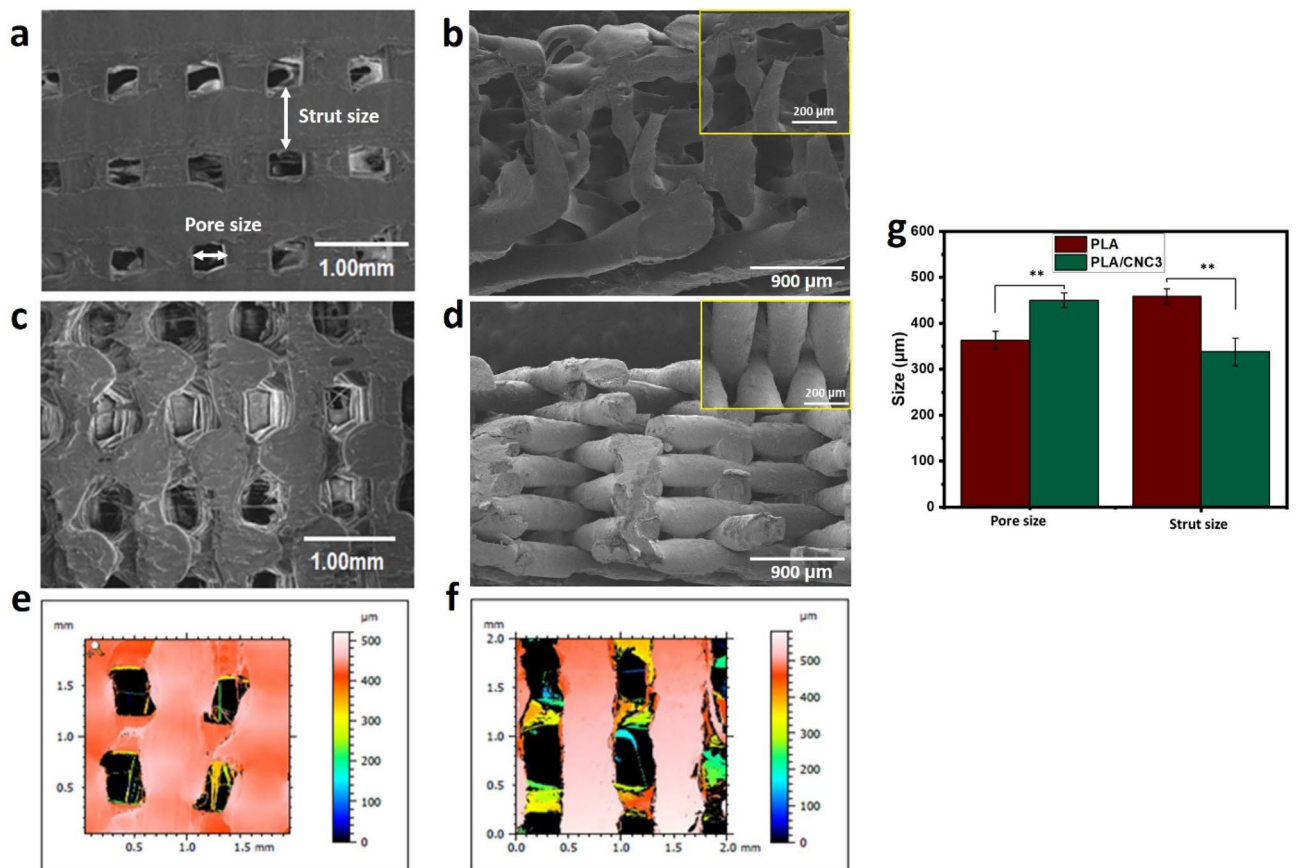 a
Strut size
Pore size
1.00mm
b
200 µm
900 µm
c
1.00mm
d
200 µm
900 µm
e
mm
1.5
1.0
0.5
0.5
1.0
1.5 mm
µm
500
400
300
200
100
0
f
mm
2.0
1.5
1.0
0.5
0.0
0.0
0.5
1.0
1.5
2.0 mm
µm
500
400
300
200
100
0
g
PLA
PLA/CNC3
**
**
Size (µm)
600
500
400
300
200
100
0
Pore size
Strut size